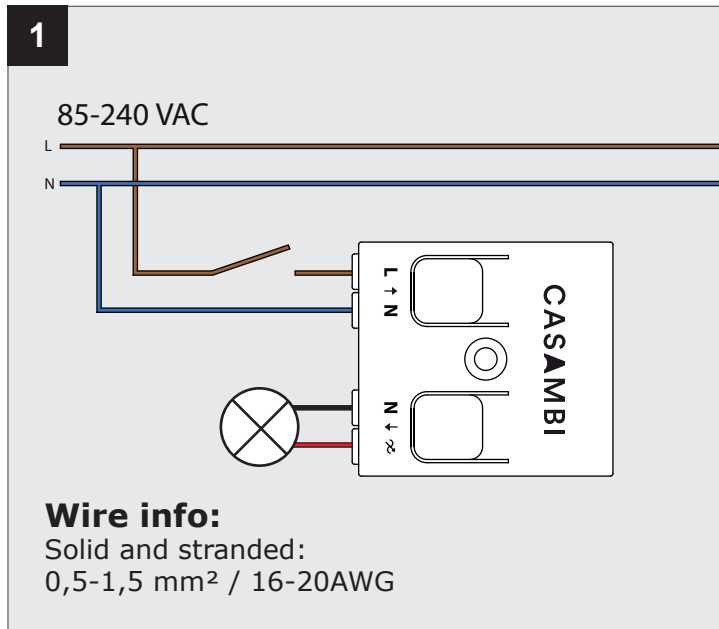 1
85-240 VAC
L
N
L
N
CASAMBI
N
Wire info:
Solid and stranded:
0,5-1,5 mm² / 16-20AWG